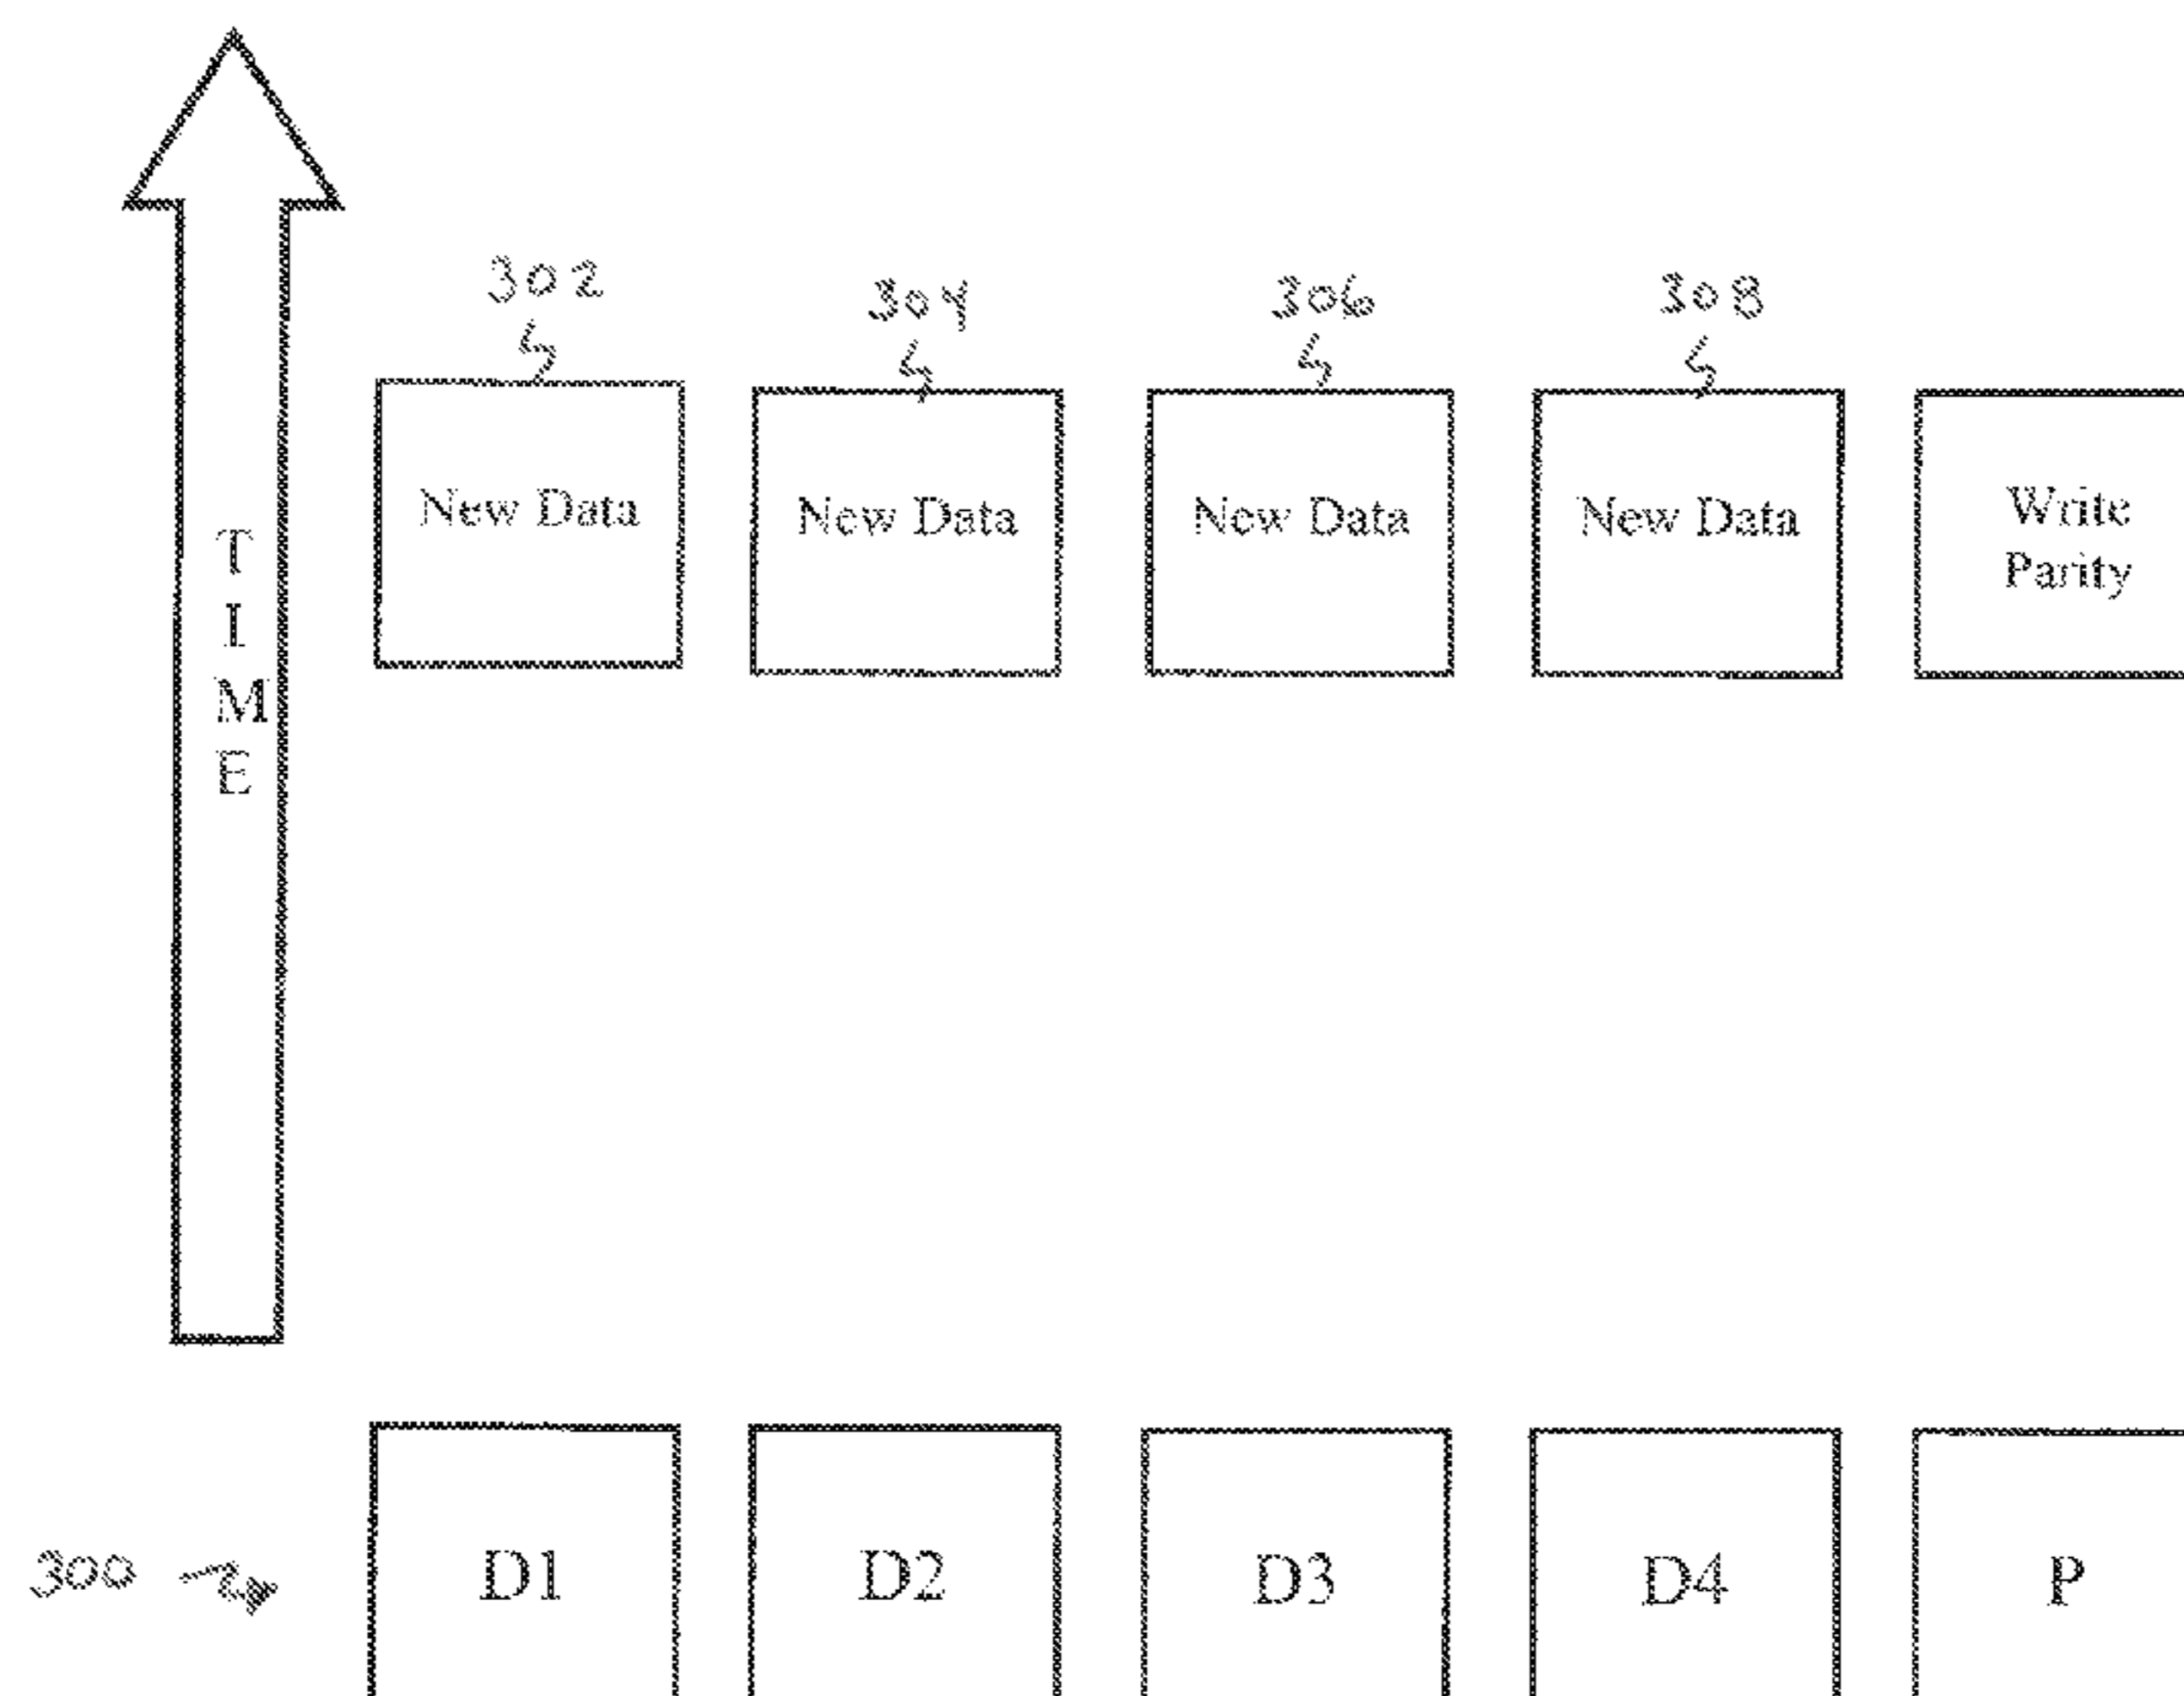 302 304 306 308
New Data New Data New Data New Data Write
Parity
T
I
M
E
300 D1 D2 D3 D4 P